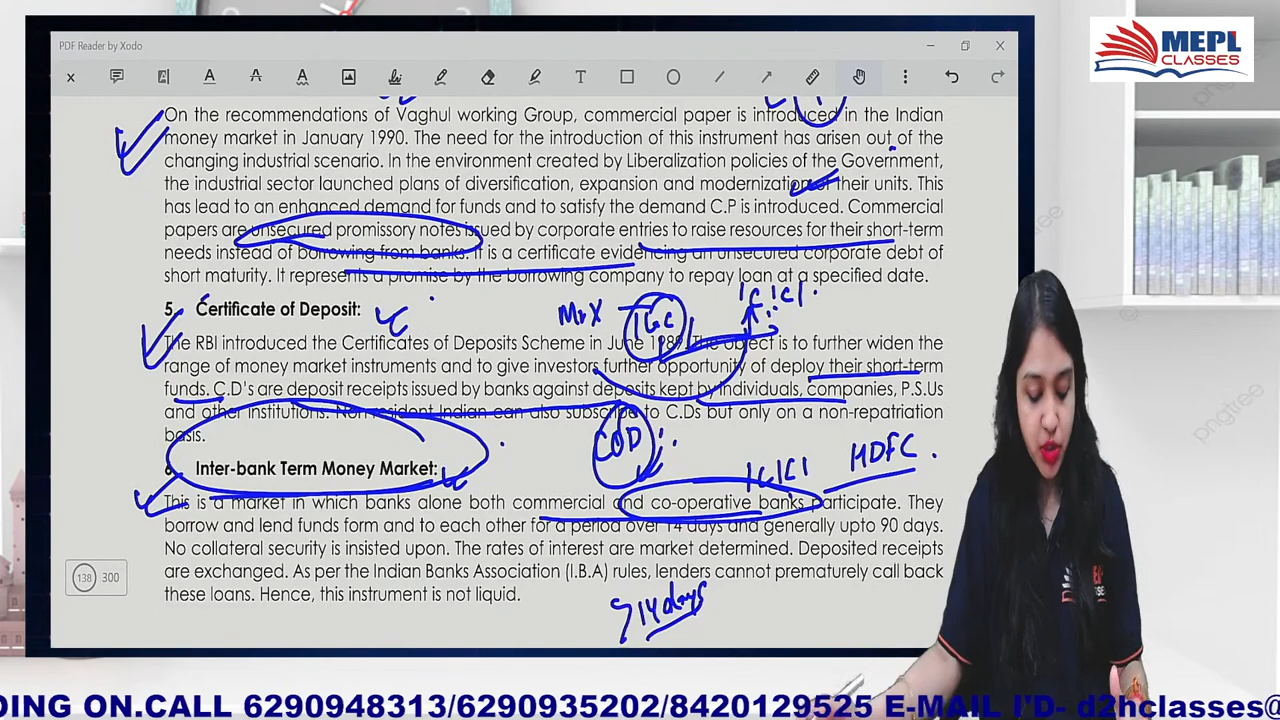 PDF Reader by Xodo
MEPL
CLASSES
On the recommendations of Vaghul working Group, commercial paper is introduced in the Indian
money market in January 1990. The need for the introduction of this instrument has arisen out of the
changing industrial scenario. In the environment created by Liberalization policies of the Government,
the industrial sector launched plans of diversification, expansion and modernization of their units. This
has lead to an enhanced demand for funds and to satisfy the demand C.P is introduced. Commercial
papers are unsecured promissory notes issued by corporate entries to raise resources for their short-term
needs instead of borrowing from banks. It is a certificate evidencing an unsecured corporate debt of
short maturity. It represents a promise by the borrowing company to repay loan at a specified date.
5. Certificate of Deposit:
Mr X
ICICI
The RBI introduced the Certificates of Deposits Scheme in June 1989. The object is to further widen the
range of money market instruments and to give investors further opportunity of deploy their short-term
funds. C.D's are deposit receipts issued by banks against deposits kept by individuals, companies, P.S.Us
and other institutions. Non resident Indian can also subscribe to C.Ds but only on a non-repatriation
basis.
COD
HDFC.
6. Inter-bank Term Money Market:
ICICI
This is a market in which banks alone both commercial and co-operative banks participate. They
borrow and lend funds form and to each other for a period over 14 days and generally upto 90 days.
No collateral security is insisted upon. The rates of interest are market determined. Deposited receipts
are exchanged. As per the Indian Banks Association (I.B.A) rules, lenders cannot prematurely call back
these loans. Hence, this instrument is not liquid.
138 300
14 days
pngtree
DING ON.CALL 6290948313/6290935202/8420129525 E-MAIL I'D- d2hclasses@